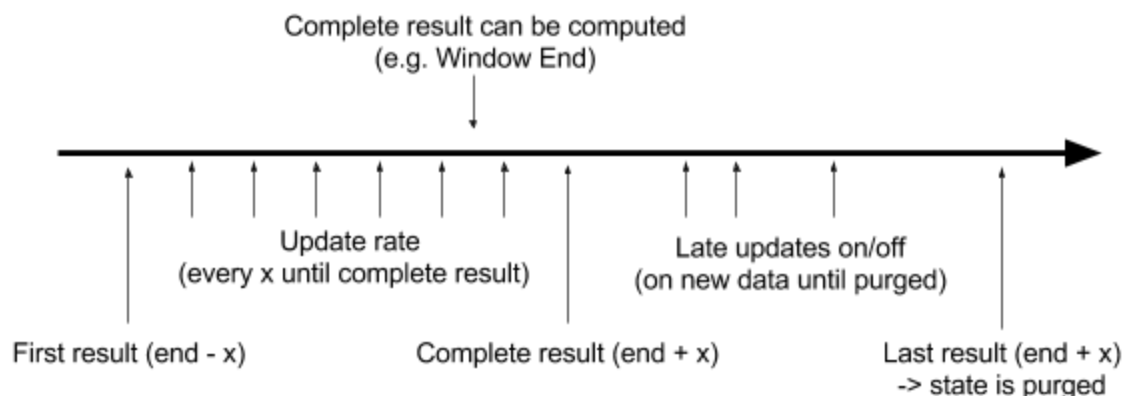 Complete result can be computed
(e.g. Window End)
Update rate
(every x until complete result)
Late updates on/off
(on new data until purged)
First result (end - x)
Complete result (end + x)
Last result (end + x)
-> state is purged